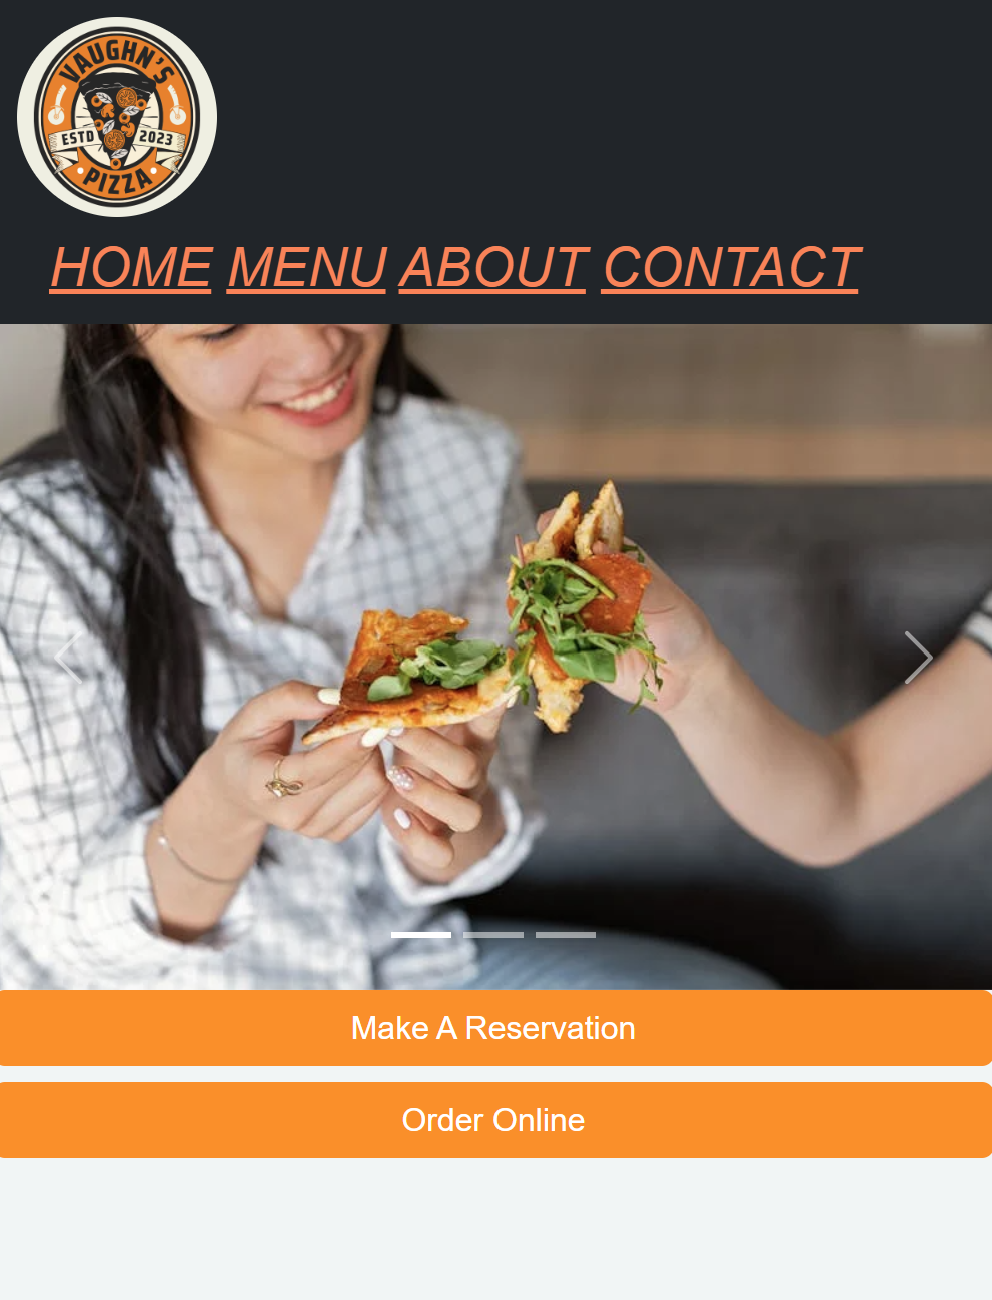 VAUGHN'S
ESTD 2023
PIZZA
HOME MENU ABOUT CONTACT
Make A Reservation
Order Online